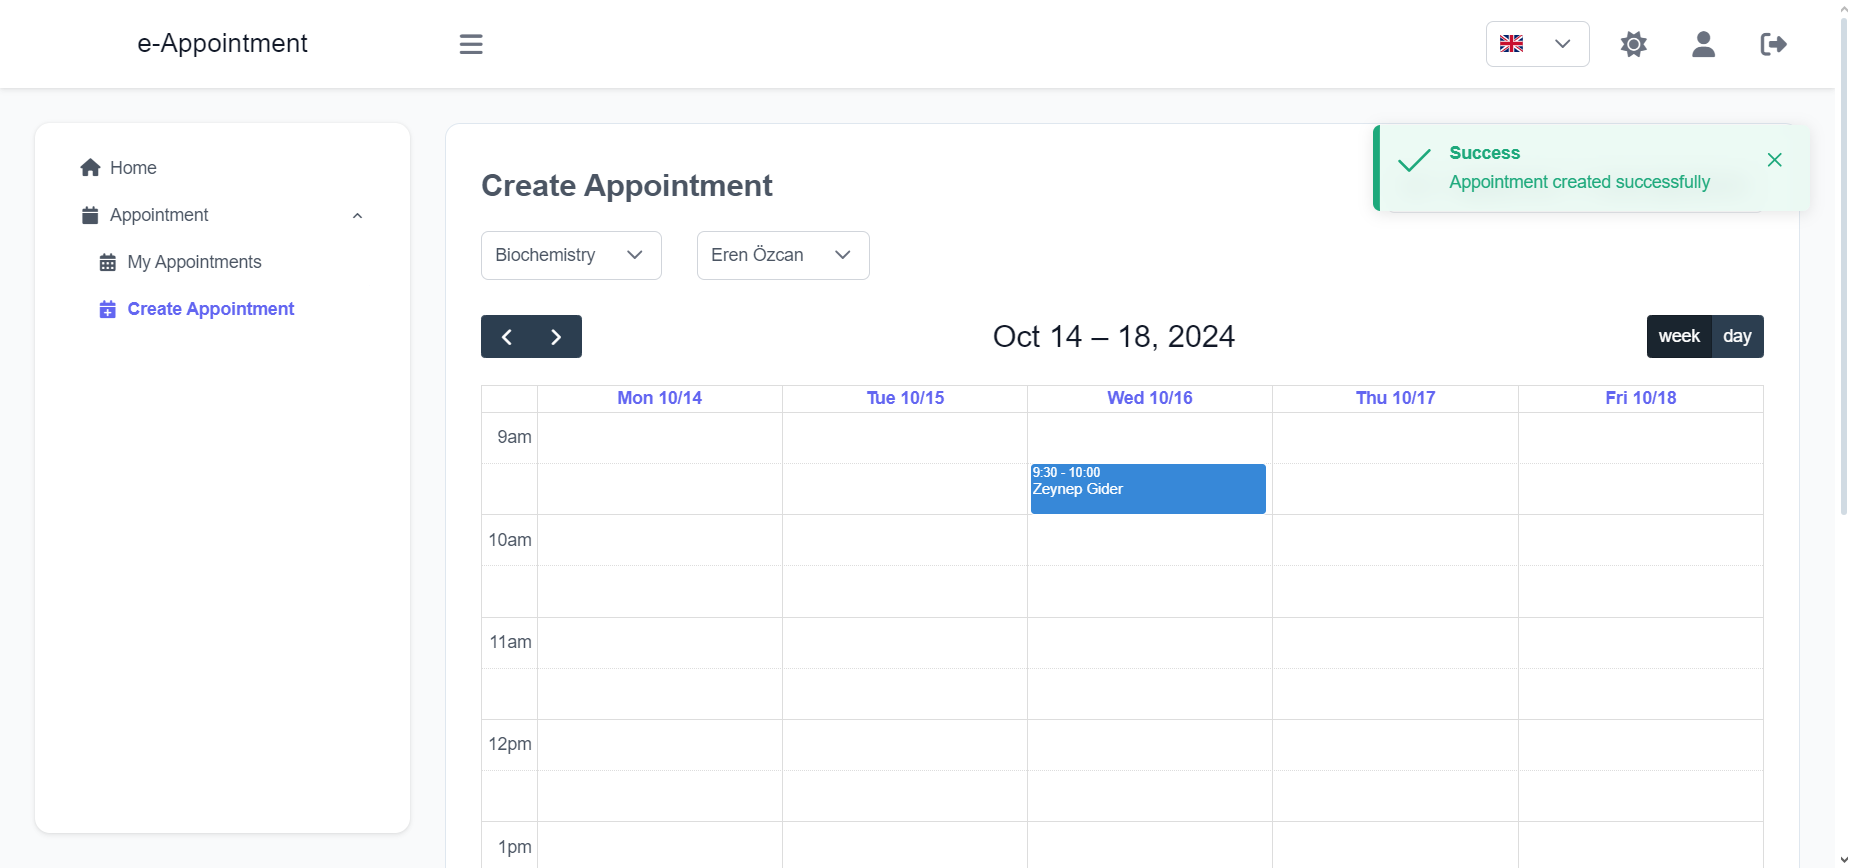 e-Appointment
Home
Appointment
My Appointments
Create Appointment
Success
Appointment created successfully
Create Appointment
Biochemistry
Eren Özcan
Oct 14 – 18, 2024
week day
Mon 10/14 Tue 10/15 Wed 10/16 Thu 10/17 Fri 10/18
9am
9:30 - 10:00
Zeynep Gider
10am
11am
12pm
1pm